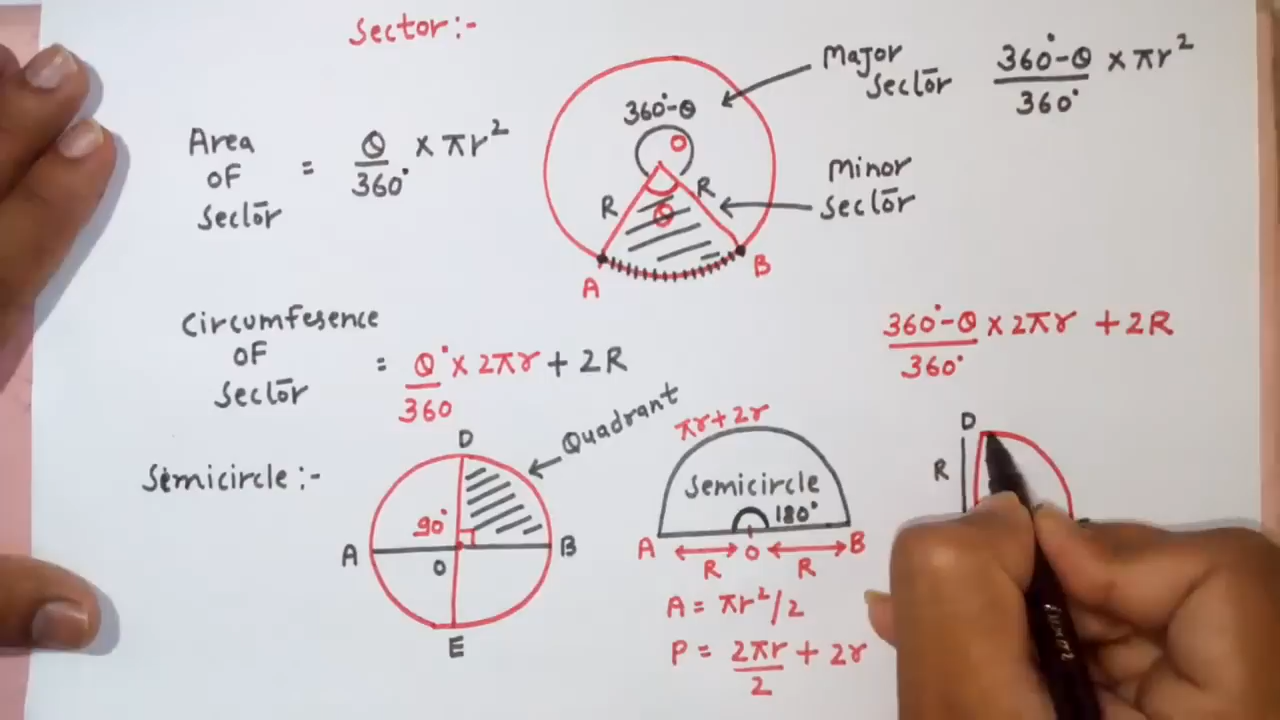 Sector:-
Major Sector
360°-θ/360° × πr²
360°-θ
O
Area of Sector = θ/360° × πr²
R
R
θ
Minor Sector
A
B
Circumfesence of Sector = θ°/360 × 2πr + 2R
360°-θ/360° × 2πr + 2R
Quadrant
Semicircle:-
D
90°
A
B
O
E
πr+2r
Semicircle
180°
A
O
B
R
R
A = πr²/2
P = 2πr/2 + 2r
D
R